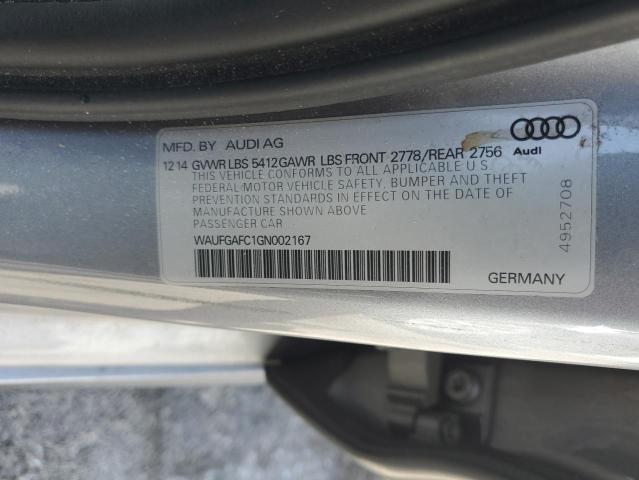 MFD. BY AUDI AG
12 14 GVWR LBS 5412 GAWR LBS FRONT 2778/REAR 2756
THIS VEHICLE CONFORMS TO ALL APPLICABLE U S
FEDERAL MOTOR VEHICLE SAFETY, BUMPER AND THEFT
PREVENTION STANDARDS IN EFFECT ON THE DATE OF
MANUFACTURE SHOWN ABOVE
PASSENGER CAR
WAUFGAFC1GN002167
GERMANY
Audi
4952708